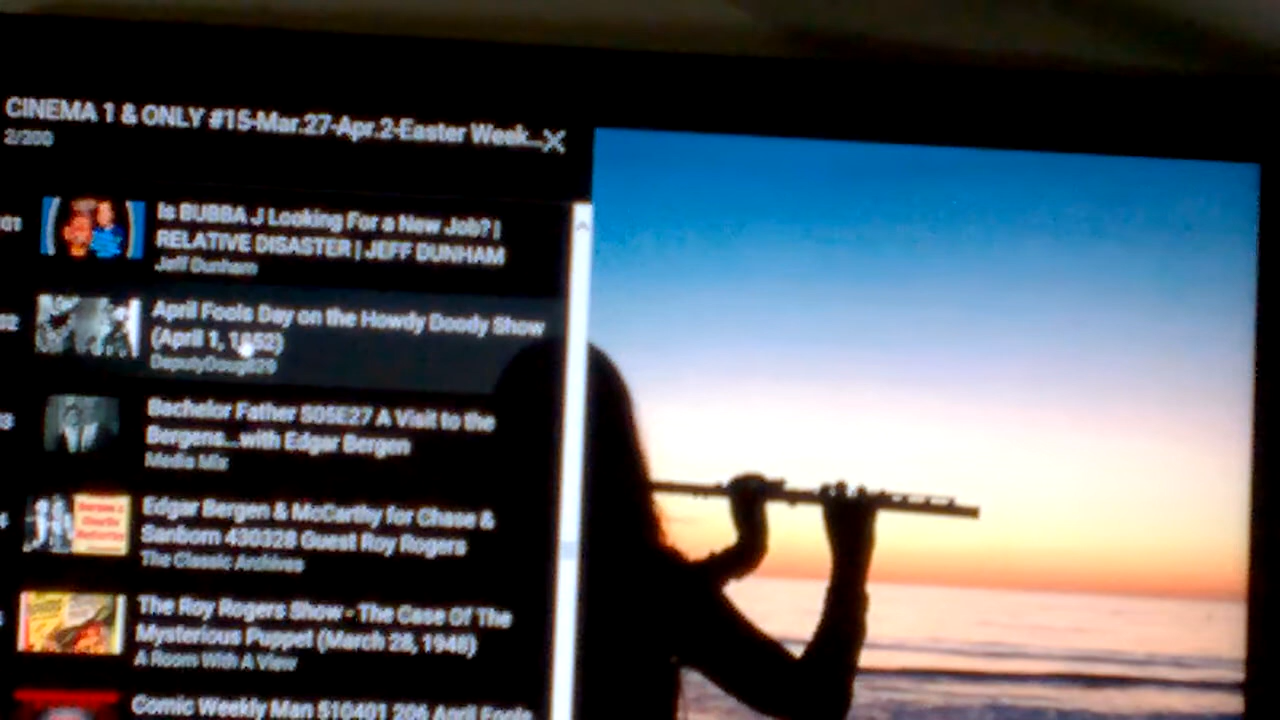 CINEMA 1 & ONLY #15-Mar.27-Apr.2-Easter Week...
2/200
01
Is BUBBA J Looking For a New Job? |
RELATIVE DISASTER | JEFF DUNHAM
Jeff Dunham
April Fools Day on the Howdy Doody Show
(April 1, 1952)
Bachelor Father S05E27 A Visit to the
Bergens...with Edgar Bergen
Media Mix
Edgar Bergen & McCarthy for Chase &
Sanborn 430328 Guest Roy Rogers
The Classic Archives
The Roy Rogers Show - The Case Of The
Mysterious Puppet (March 28, 1948)
A Room With A View
Comic Weekly Man 510401 206 April Fools